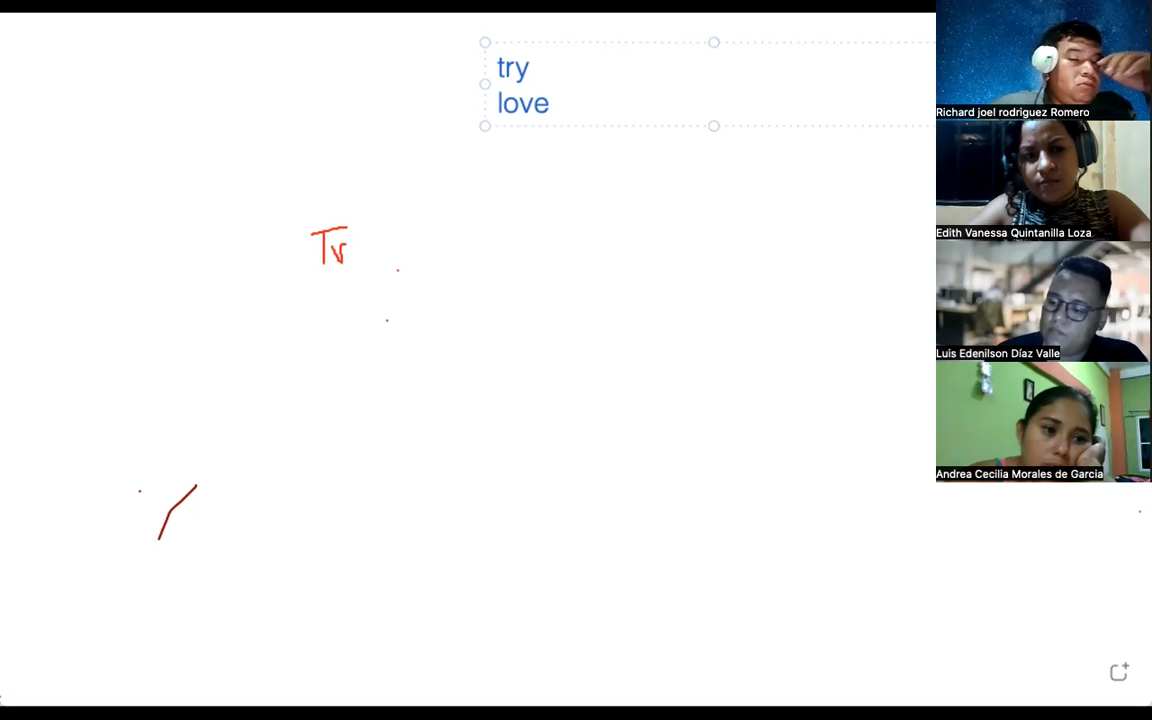 try
love
Tr
Richard joel rodriguez Romero
Edith Vanessa Quintanilla Loza
Luis Edenilson Díaz Valle
Andrea Cecilia Morales de Garcia